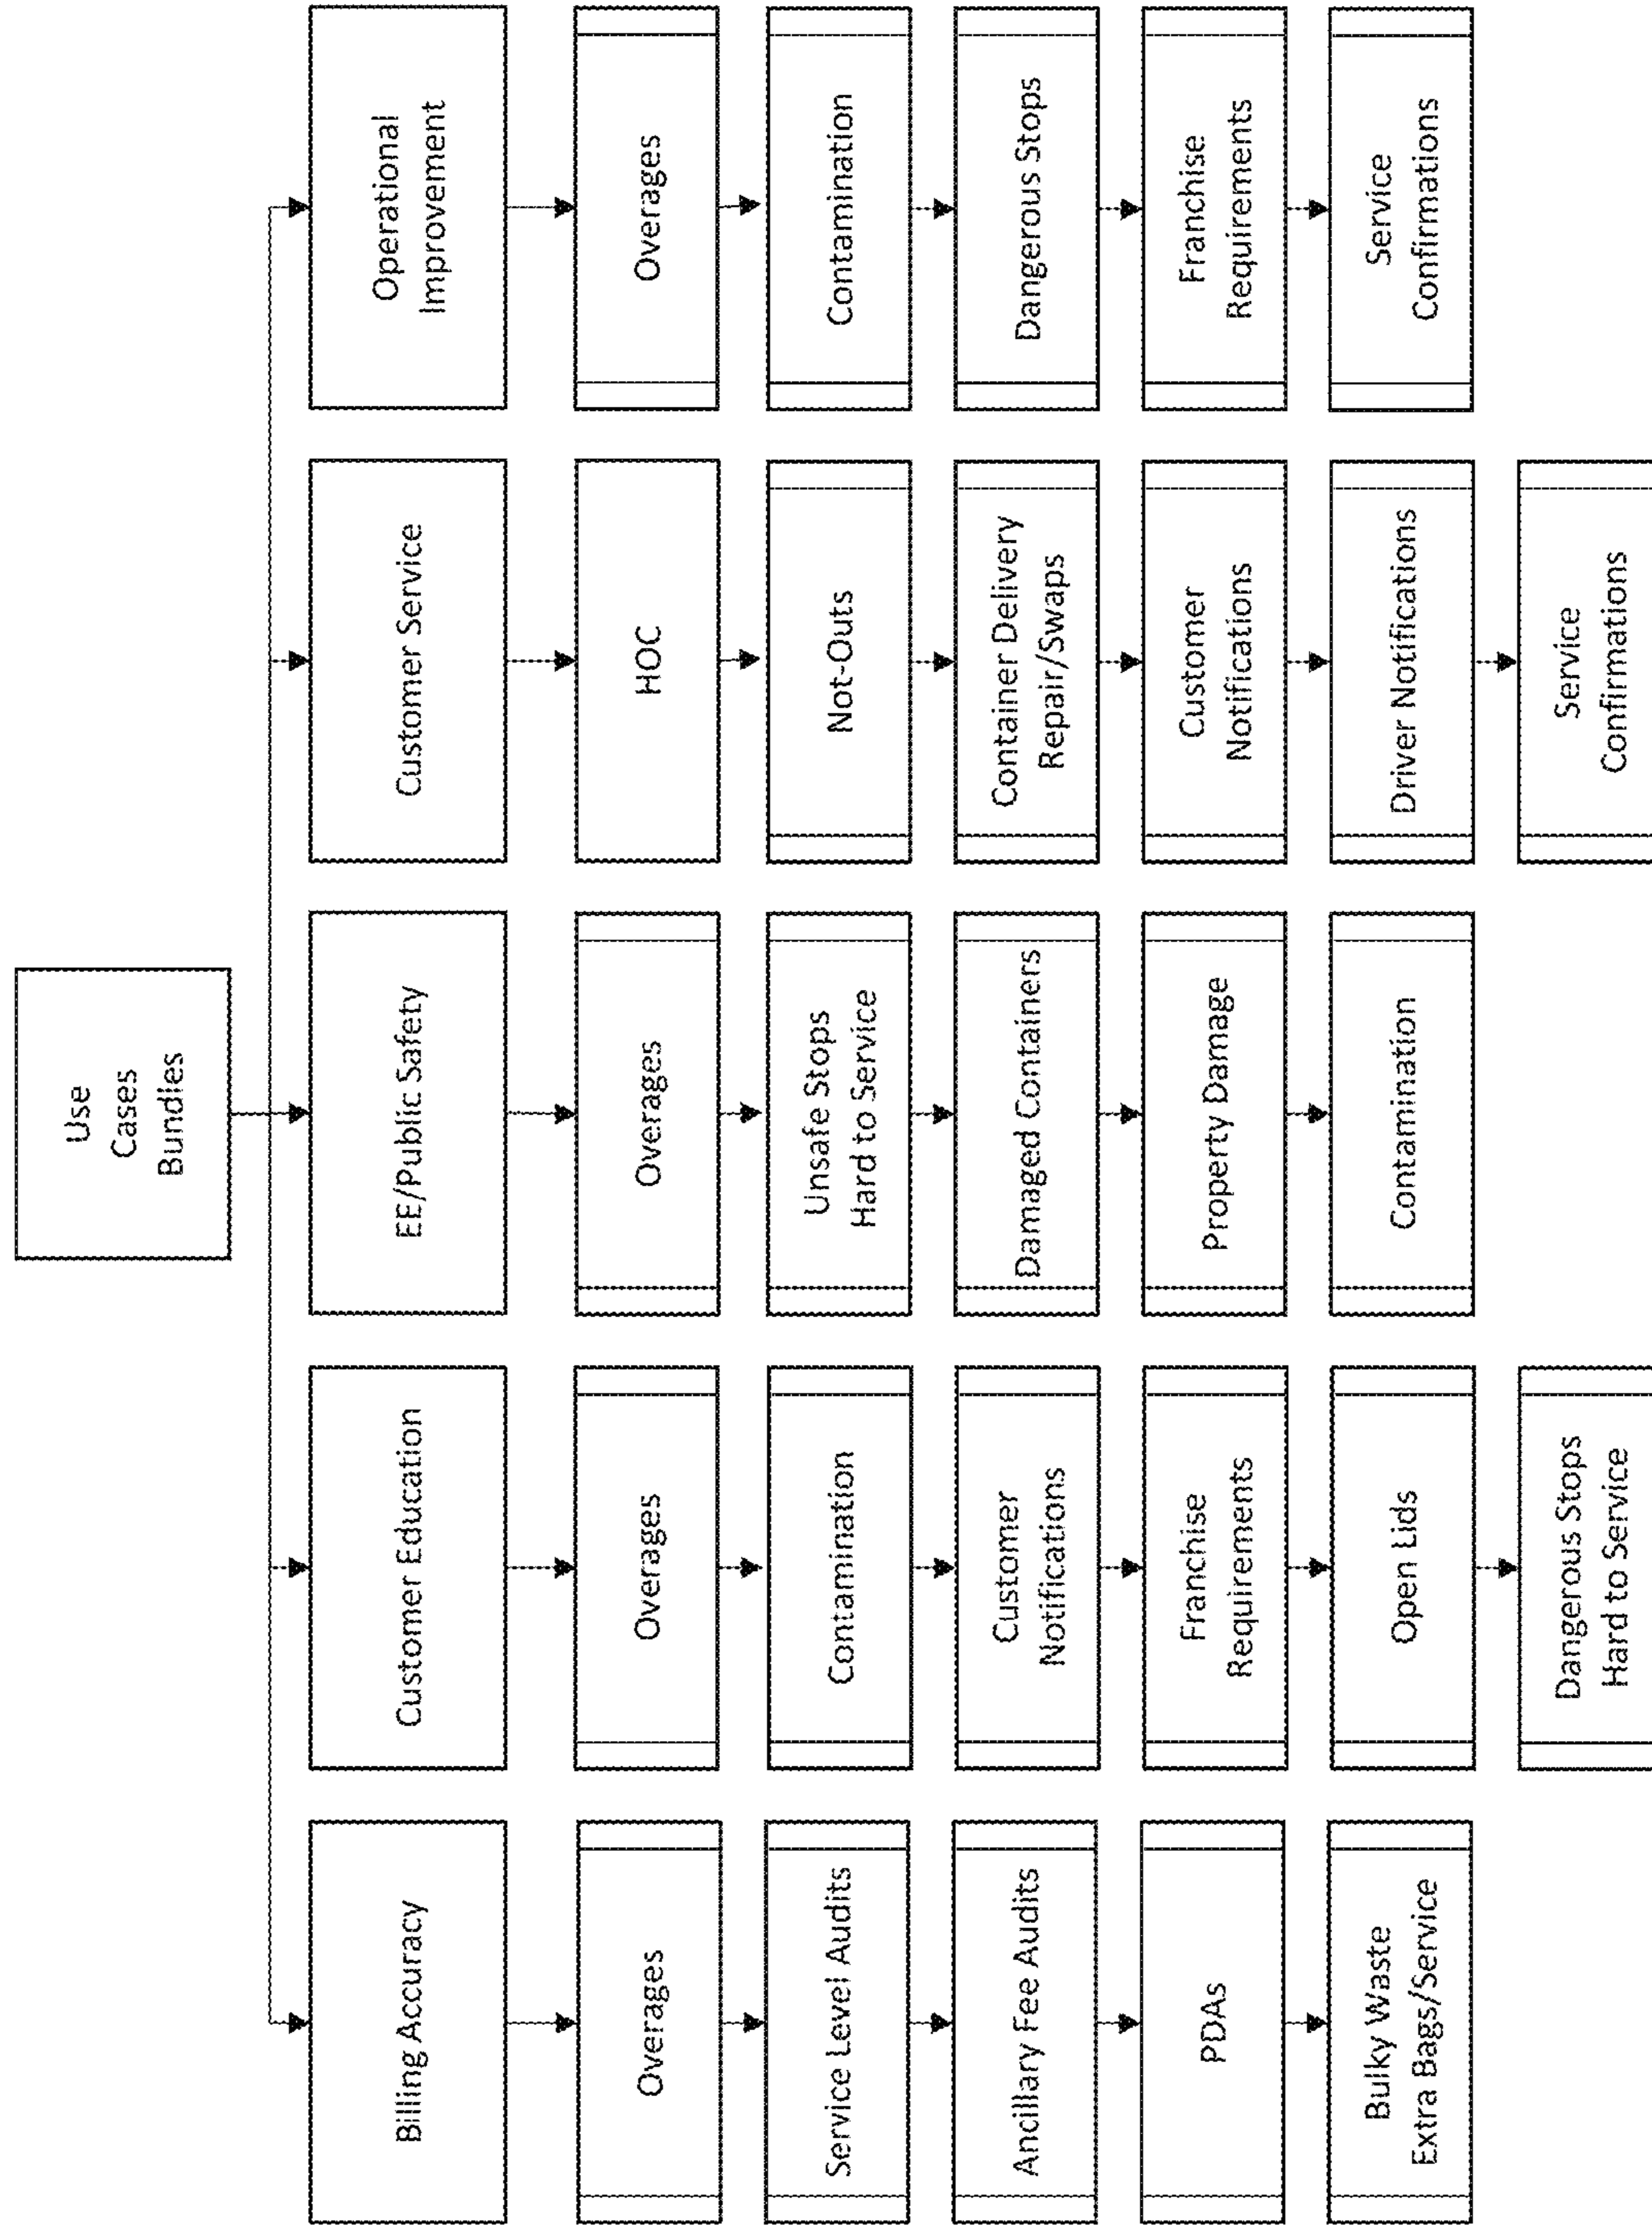 Use
Cases
Bundles
Billing Accuracy
Overages
Service Level Audits
Ancillary Fee Audits
PDAs
Bulky Waste
Extra Bags/Service
Customer Education
Overages
Contamination
Customer
Notifications
Franchise
Requirements
Open Lids
Dangerous Stops
Hard to Service
EE/Public Safety
Overages
Unsafe Stops
Hard to Service
Damaged Containers
Property Damage
Contamination
Customer Service
HOC
Not-Outs
Container Delivery
Repair/Swaps
Customer
Notifications
Driver Notifications
Service
Confirmations
Operational
Improvement
Overages
Contamination
Dangerous Stops
Franchise
Requirements
Service
Confirmations